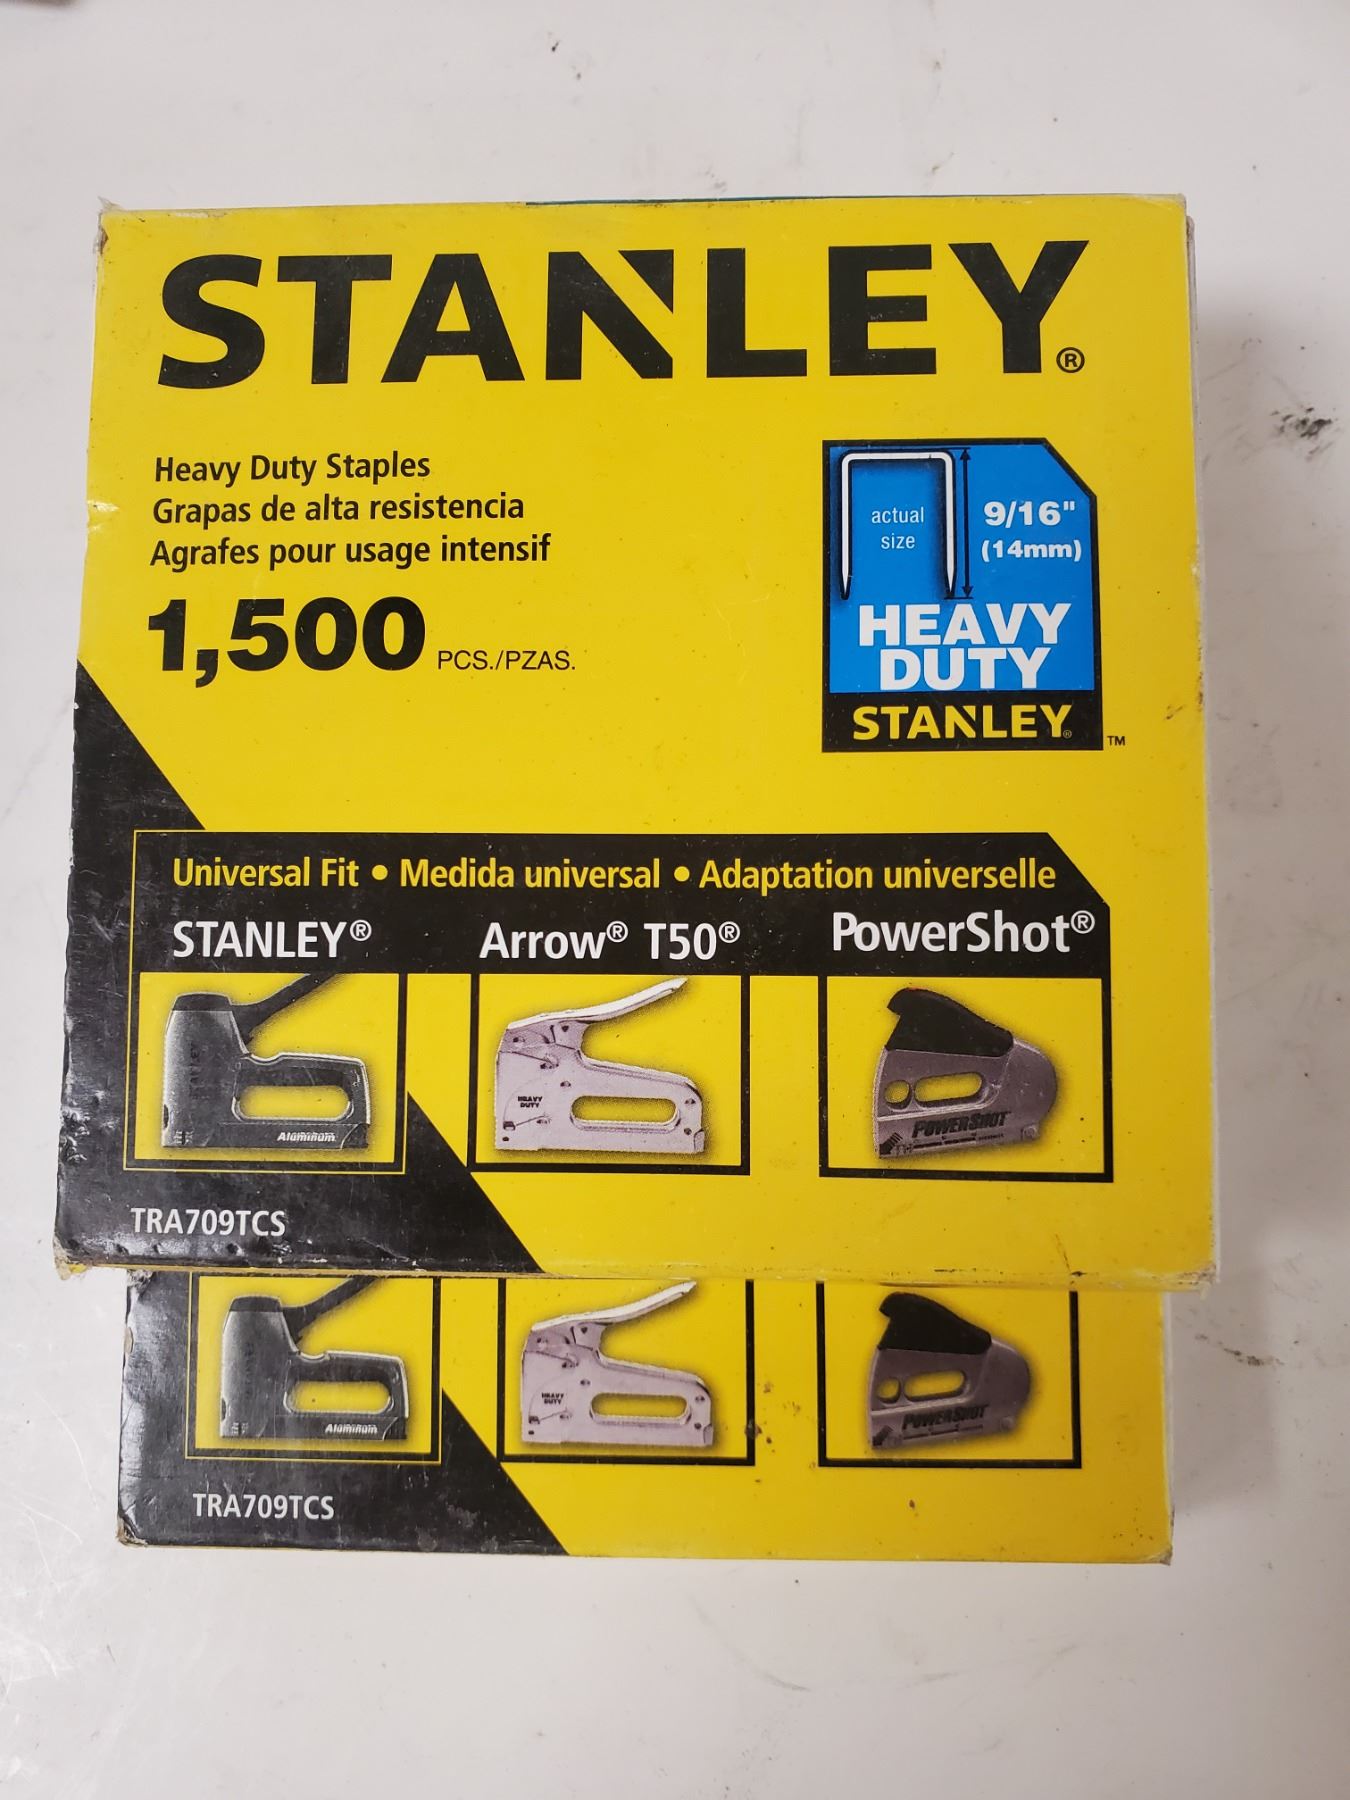 STANLEY®
Heavy Duty Staples
Grapas de alta resistencia
Agrafes pour usage intensif
1,500 PCS./PZAS.
actual
size
9/16"
(14mm)
HEAVY
DUTY
STANLEY®
™
Universal Fit • Medida universal • Adaptation universelle
STANLEY® Arrow® T50® PowerShot®
Aluminum
HEAVY
DUTY
POWERSHOT
TRA709TCS
Aluminum
HEAVY
DUTY
POWERSHOT
TRA709TCS